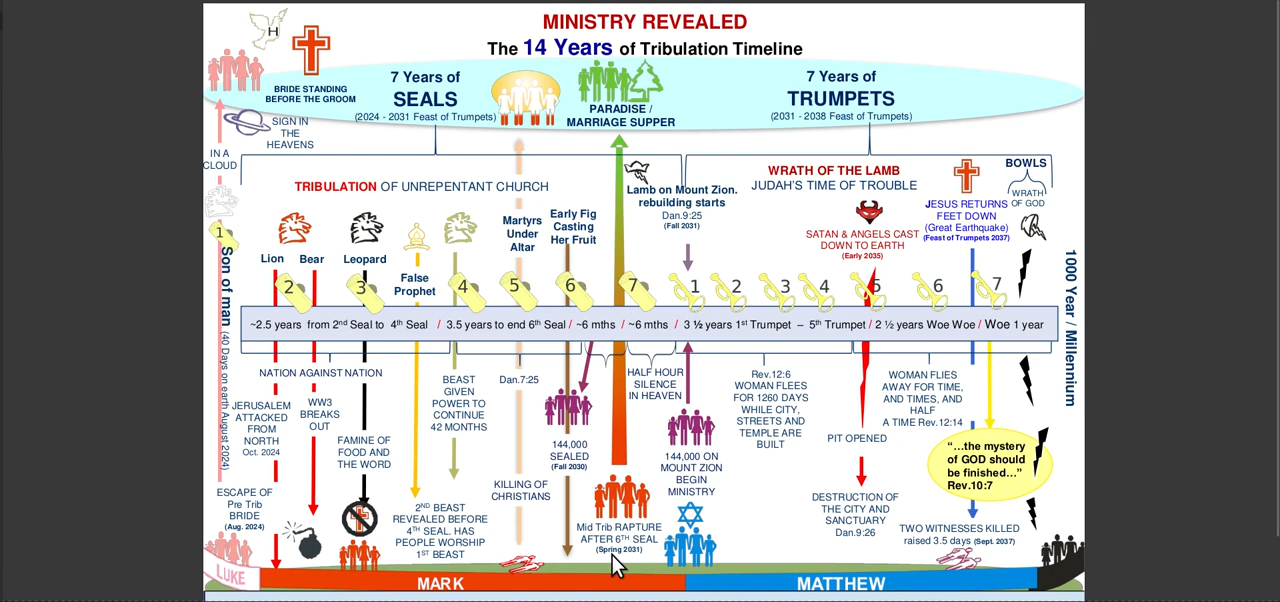 MINISTRY REVEALED
The 14 Years of Tribulation Timeline
H
BRIDE STANDING
BEFORE THE GROOM
7 Years of
SEALS
(2024 - 2031 Feast of Trumpets)
PARADISE /
MARRIAGE SUPPER
7 Years of
TRUMPETS
(2031 - 2038 Feast of Trumpets)
SIGN IN
THE
HEAVENS
IN A
CLOUD
TRIBULATION OF UNREPENTANT CHURCH
WRATH OF THE LAMB
JUDAH'S TIME OF TROUBLE
BOWLS
WRATH
OF GOD
Lamb on Mount Zion.
rebuilding starts
Dan.9:25
(Fall 2031)
JESUS RETURNS
FEET DOWN
(Great Earthquake)
(Feast of Trumpets 2037)
SATAN & ANGELS CAST
DOWN TO EARTH
(Early 2035)
Martyrs
Under
Altar
Early Fig
Casting
Her Fruit
Lion
Bear
Leopard
False
Prophet
1
2
3
4
5
6
7
1
2
3
4
5
6
7
Son of man (40 Days on earth August 2024)
1000 Year / Millennium
~2.5 years from 2nd Seal to 4th Seal / 3.5 years to end 6th Seal / ~6 mths / ~6 mths / 3 ½ years 1st Trumpet – 5th Trumpet / 2 ½ years Woe Woe / Woe 1 year
NATION AGAINST NATION
JERUSALEM
ATTACKED
FROM
NORTH
Oct. 2024
WW3
BREAKS
OUT
FAMINE OF
FOOD AND
THE WORD
BEAST
GIVEN
POWER TO
CONTINUE
42 MONTHS
Dan.7:25
HALF HOUR
SILENCE
IN HEAVEN
Rev.12:6
WOMAN FLEES
FOR 1260 DAYS
WHILE CITY,
STREETS AND
TEMPLE ARE
BUILT
WOMAN FLIES
AWAY FOR TIME,
AND TIMES, AND
HALF
A TIME Rev.12:14
144,000
SEALED
(Fall 2030)
144,000 ON
MOUNT ZION
BEGIN
MINISTRY
PIT OPENED
"...the mystery
of GOD should
be finished..."
Rev.10:7
ESCAPE OF
Pre Trib
BRIDE
(Aug. 2024)
2ND BEAST
REVEALED BEFORE
4TH SEAL. HAS
PEOPLE WORSHIP
1ST BEAST
KILLING OF
CHRISTIANS
Mid Trib RAPTURE
AFTER 6TH SEAL
(Spring 2031)
DESTRUCTION OF
THE CITY AND
SANCTUARY
Dan.9:26
TWO WITNESSES KILLED
raised 3.5 days (Sept. 2037)
LUKE
MARK
MATTHEW